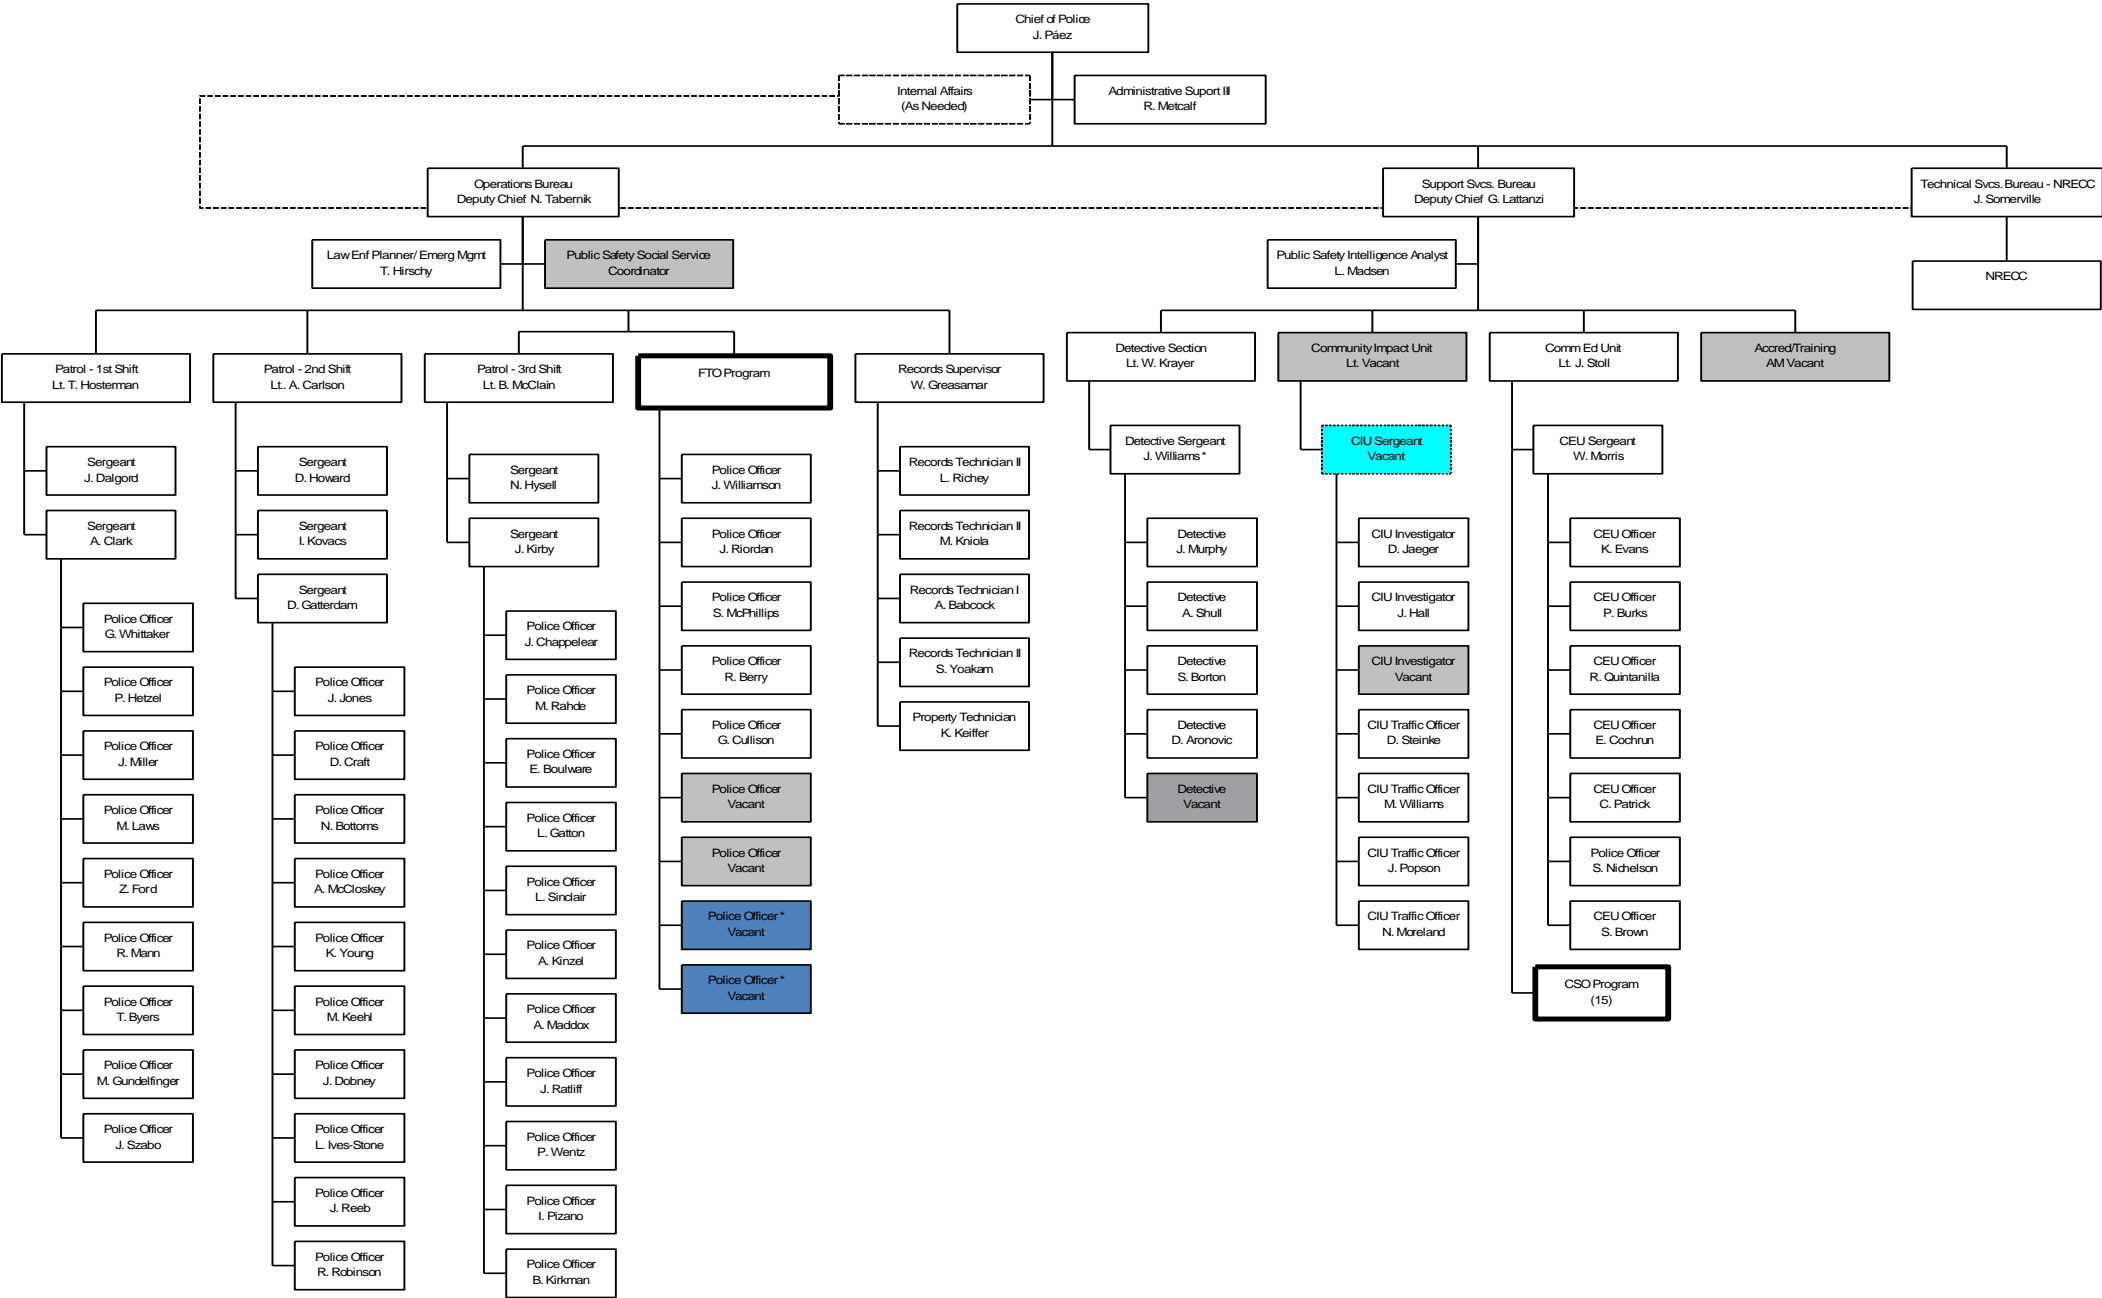 Chief of Police
J. Páez
Internal Affairs
(As Needed)
Administrative Suport III
R. Metcalf
Operations Bureau
Deputy Chief N. Tabernik
Support Svcs. Bureau
Deputy Chief G. Lattanzi
Technical Svcs. Bureau - NRECC
J. Somerville
Law Enf Planner/ Emerg Mgmt
T. Hirschy
Public Safety Social Service
Coordinator
Public Safety Intelligence Analyst
L. Madsen
NRECC
Patrol - 1st Shift
Lt. T. Hosterman
Patrol - 2nd Shift
Lt.. A. Carlson
Patrol - 3rd Shift
Lt. B. McClain
FTO Program
Records Supervisor
W. Greasamar
Detective Section
Lt. W. Krayer
Community Impact Unit
Lt. Vacant
Comm Ed Unit
Lt. J. Stoll
Accred/Training
AM Vacant
Sergeant
J. Dalgord
Sergeant
A. Clark
Police Officer
G. Whittaker
Police Officer
P. Hetzel
Police Officer
J. Miller
Police Officer
M. Laws
Police Officer
Z. Ford
Police Officer
R. Mann
Police Officer
T. Byers
Police Officer
M. Gundelfinger
Police Officer
J. Szabo
Sergeant
D. Howard
Sergeant
I. Kovacs
Sergeant
D. Gatterdam
Police Officer
J. Jones
Police Officer
D. Craft
Police Officer
N. Bottoms
Police Officer
A. McCloskey
Police Officer
K. Young
Police Officer
M. Keehl
Police Officer
J. Dobney
Police Officer
L. Ives-Stone
Police Officer
J. Reeb
Police Officer
R. Robinson
Sergeant
N. Hysell
Sergeant
J. Kirby
Police Officer
J. Chappelear
Police Officer
M. Rahde
Police Officer
E. Boulware
Police Officer
L. Gatton
Police Officer
L. Sinclair
Police Officer
A. Kinzel
Police Officer
A. Maddox
Police Officer
J. Ratliff
Police Officer
P. Wentz
Police Officer
I. Pizano
Police Officer
B. Kirkman
Police Officer
J. Williamson
Police Officer
J. Riordan
Police Officer
S. McPhillips
Police Officer
R. Berry
Police Officer
G. Cullison
Police Officer
Vacant
Police Officer
Vacant
Police Officer *
Vacant
Police Officer *
Vacant
Records Technician II
L. Richey
Records Technician II
M. Kniola
Records Technician I
A. Babcock
Records Technician II
S. Yoakam
Property Technician
K. Keiffer
Detective Sergeant
J. Williams *
Detective
J. Murphy
Detective
A. Shull
Detective
S. Borton
Detective
D. Aronovic
Detective
Vacant
CIU Sergeant
Vacant
CIU Investigator
D. Jaeger
CIU Investigator
J. Hall
CIU Investigator
Vacant
CIU Traffic Officer
D. Steinke
CIU Traffic Officer
M. Williams
CIU Traffic Officer
J. Popson
CIU Traffic Officer
N. Moreland
CEU Sergeant
W. Morris
CEU Officer
K. Evans
CEU Officer
P. Burks
CEU Officer
R. Quintanilla
CEU Officer
E. Cochrun
CEU Officer
C. Patrick
Police Officer
S. Nichelson
CEU Officer
S. Brown
CSO Program
(15)